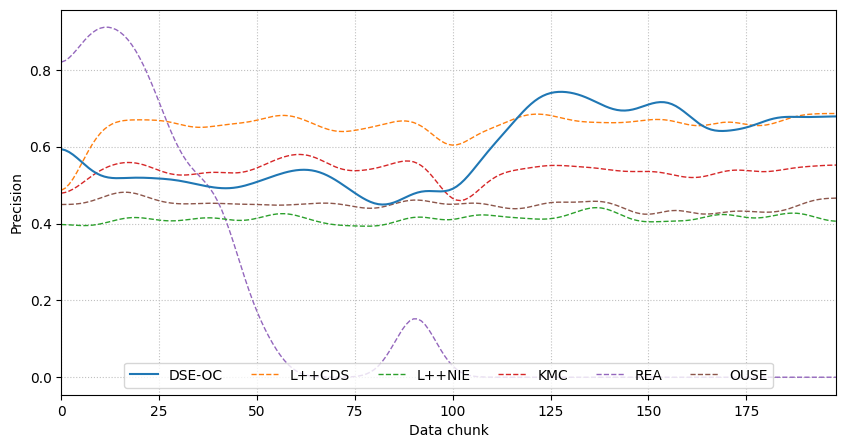 Precision
0.8
0.6
0.4
0.2
0.0
DSE-OC L++CDS L++NIE KMC REA OUSE
0 25 50 75 100 125 150 175
Data chunk